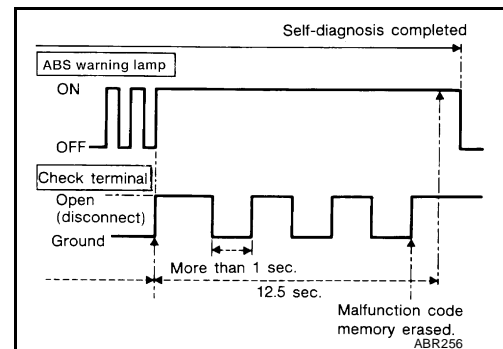 Self-diagnosis completed
ABS warning lamp
ON
OFF
Check terminal
Open
(disconnect)
Ground
More than 1 sec.
12.5 sec.
Malfunction code
memory erased.
ABR256